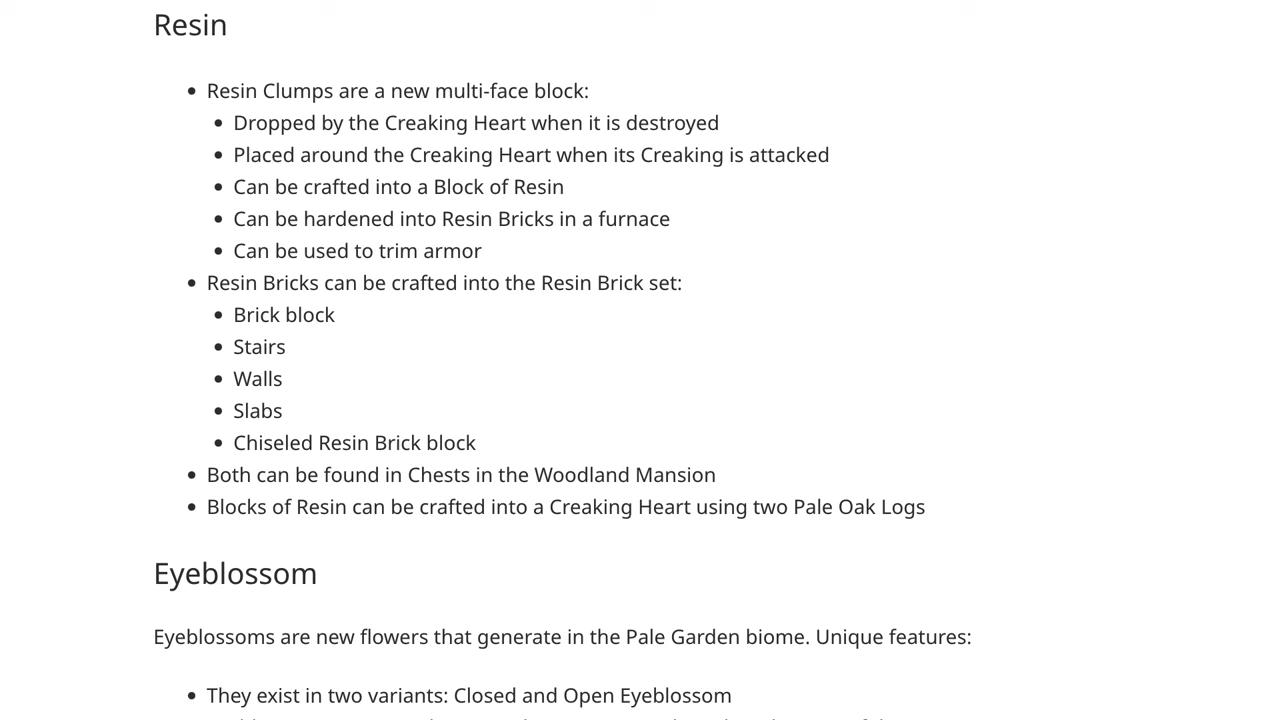 Resin
Resin Clumps are a new multi-face block:
Dropped by the Creaking Heart when it is destroyed
Placed around the Creaking Heart when its Creaking is attacked
Can be crafted into a Block of Resin
Can be hardened into Resin Bricks in a furnace
Can be used to trim armor
Resin Bricks can be crafted into the Resin Brick set:
Brick block
Stairs
Walls
Slabs
Chiseled Resin Brick block
Both can be found in Chests in the Woodland Mansion
Blocks of Resin can be crafted into a Creaking Heart using two Pale Oak Logs
Eyeblossom
Eyeblossoms are new flowers that generate in the Pale Garden biome. Unique features:
They exist in two variants: Closed and Open Eyeblossom